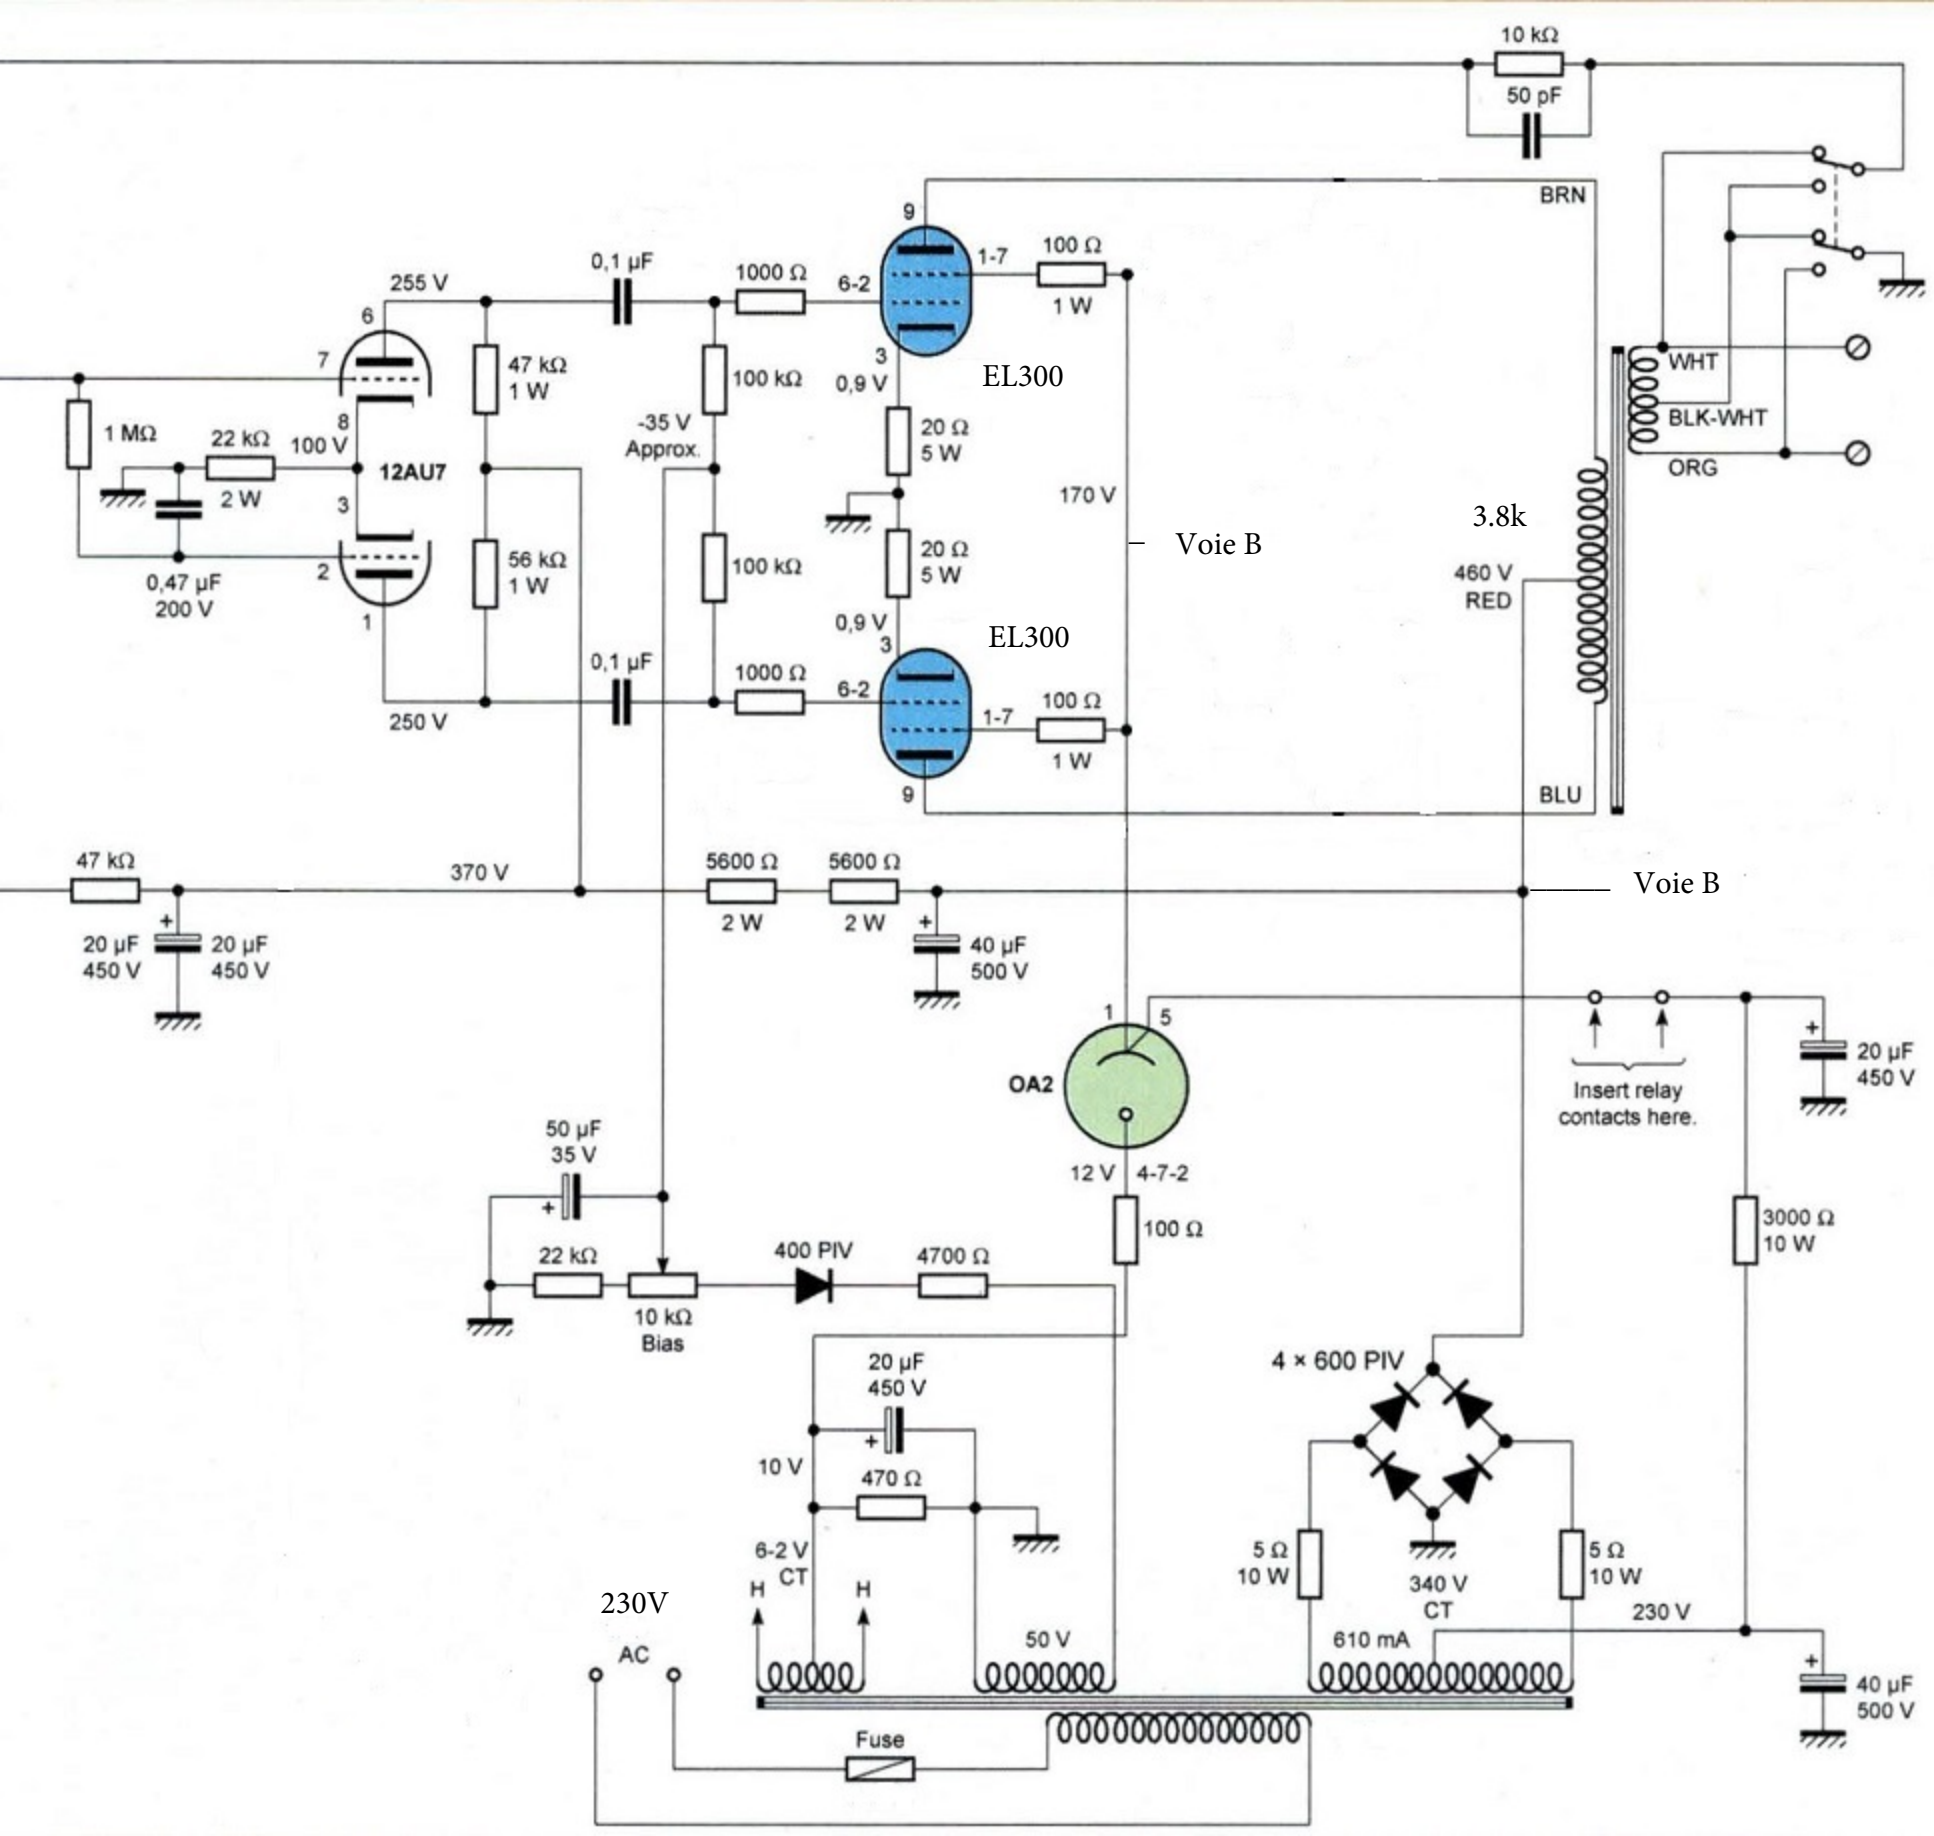 10 kΩ
50 pF
BRN
9
0,1 µF
1000 Ω
6-2
1-7
100 Ω
1 W
255 V
6
7
47 kΩ
1 W
100 kΩ
3
0,9 V
EL300
WHT
BLK-WHT
ORG
1 MΩ
22 kΩ
2 W
100 V
8
12AU7
3
-35 V
Approx.
20 Ω
5 W
170 V
3.8k
Voie B
20 Ω
5 W
460 V
RED
2
0,47 µF
200 V
56 kΩ
1 W
100 kΩ
1
0,9 V
3
EL300
0,1 µF
1000 Ω
6-2
1-7
100 Ω
1 W
250 V
9
BLU
47 kΩ
370 V
5600 Ω
2 W
5600 Ω
2 W
Voie B
+
20 µF
450 V
20 µF
450 V
+
40 µF
500 V
1
5
OA2
+
20 µF
450 V
Insert relay
contacts here.
50 µF
35 V
+
12 V
4-7-2
100 Ω
3000 Ω
10 W
22 kΩ
10 kΩ
Bias
400 PIV
4700 Ω
20 µF
450 V
+
4 × 600 PIV
10 V
470 Ω
6-2 V
CT
H
H
5 Ω
10 W
340 V
CT
5 Ω
10 W
230V
AC
50 V
610 mA
230 V
+
40 µF
500 V
Fuse